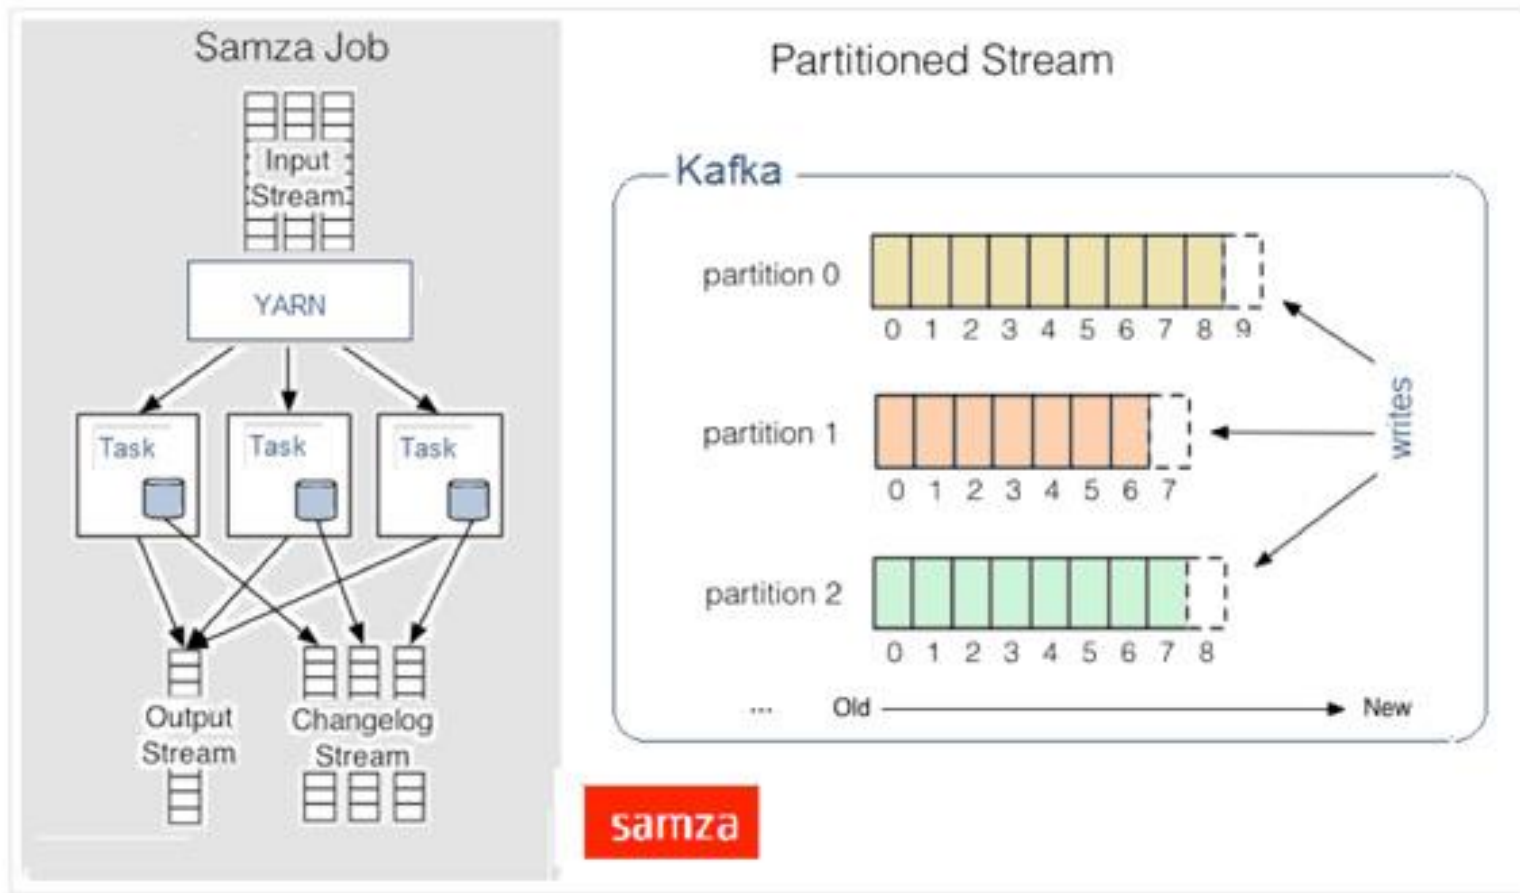 Samza Job
Input
Stream
YARN
Task Task Task
Output
Stream
Changelog
Stream
Partitioned Stream
Kafka
partition 0
0 1 2 3 4 5 6 7 8 9
partition 1
0 1 2 3 4 5 6 7
partition 2
0 1 2 3 4 5 6 7 8
writes
... Old New
samza